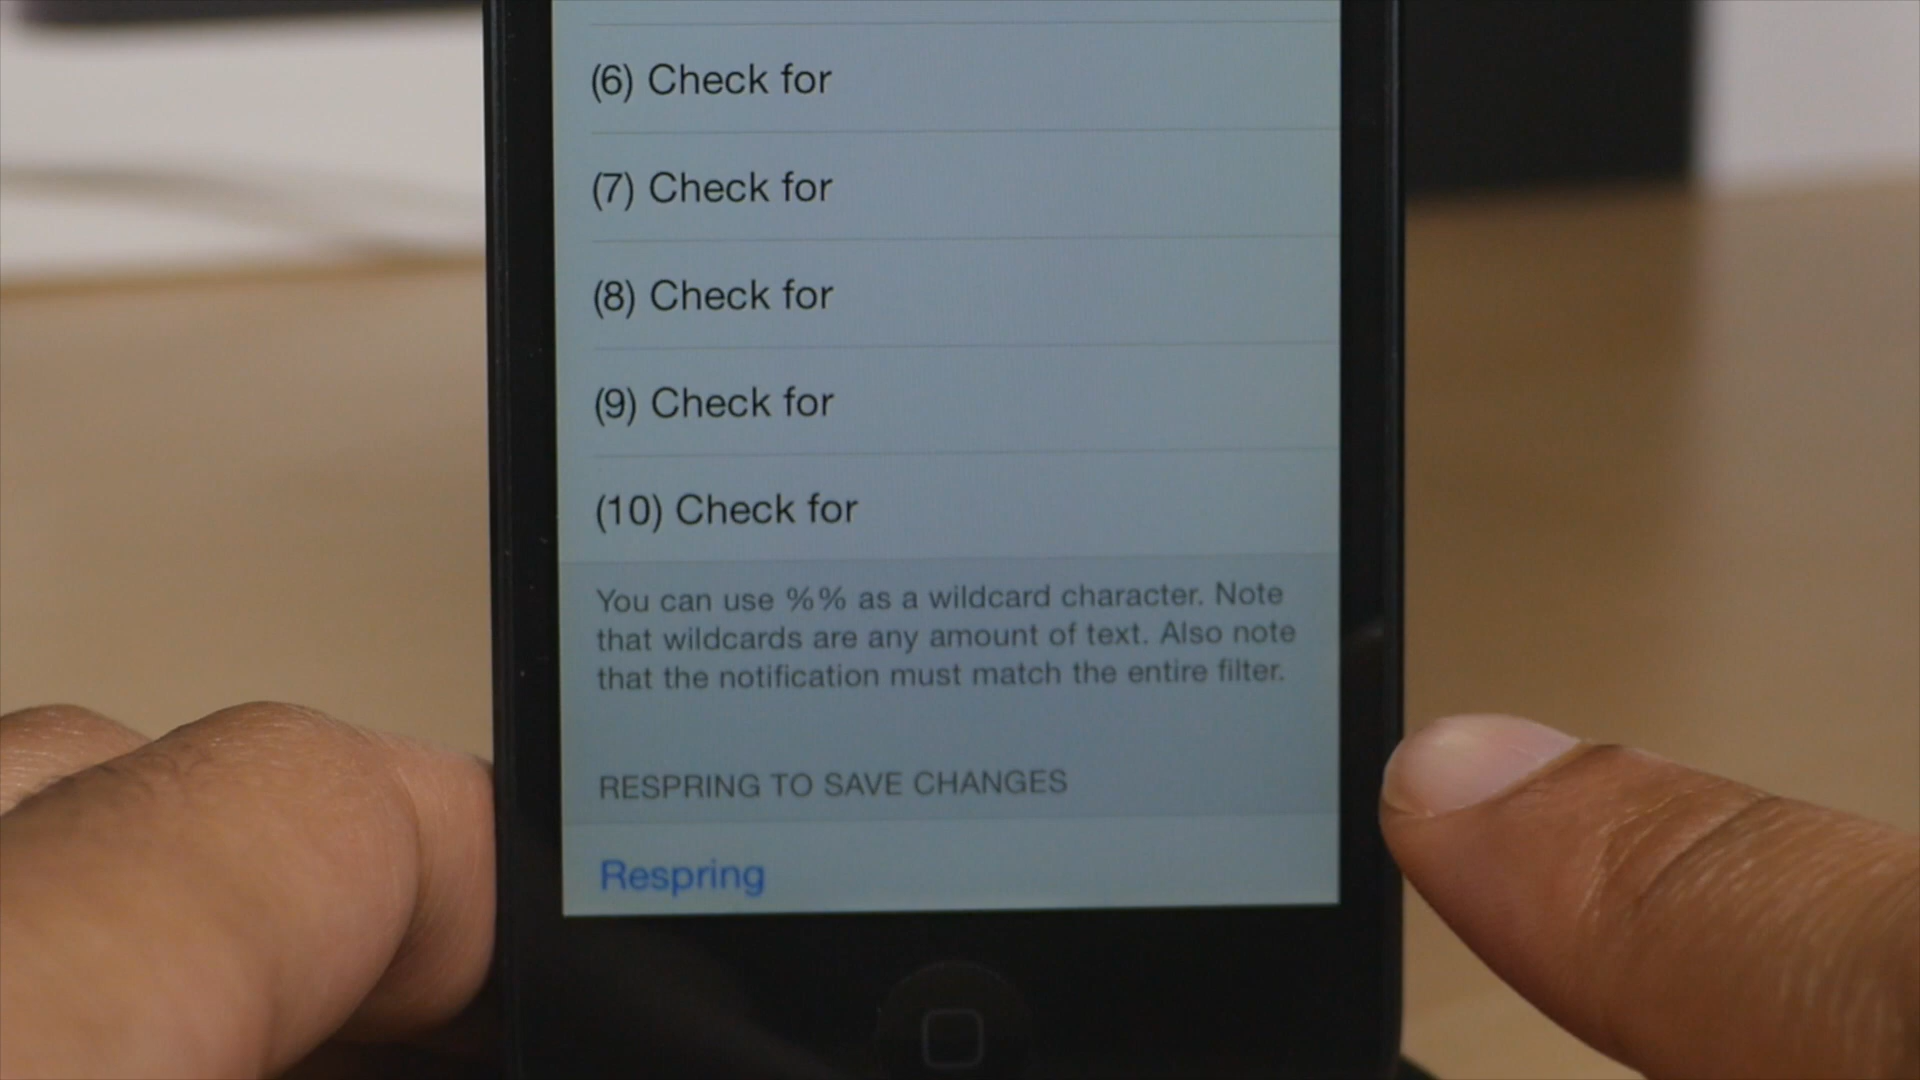 (6) Check for
(7) Check for
(8) Check for
(9) Check for
(10) Check for
You can use %% as a wildcard character. Note
that wildcards are any amount of text. Also note
that the notification must match the entire filter.
RESPRING TO SAVE CHANGES
Respring